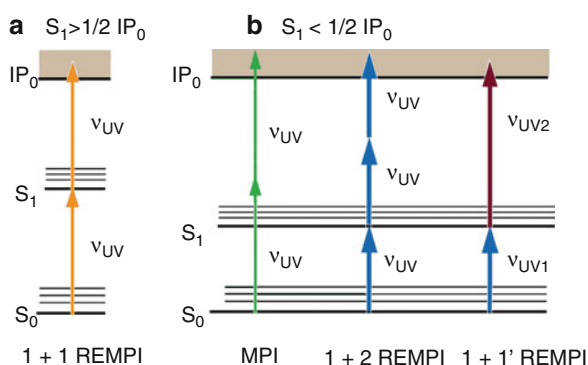 a S₁>1/2 IP₀
IP₀
ν_UV
S₁
ν_UV
S₀
1 + 1 REMPI
b S₁ < 1/2 IP₀
IP₀
ν_UV
ν_UV
ν_UV2
ν_UV
S₁
ν_UV
ν_UV
ν_UV1
S₀
MPI
1 + 2 REMPI
1 + 1' REMPI